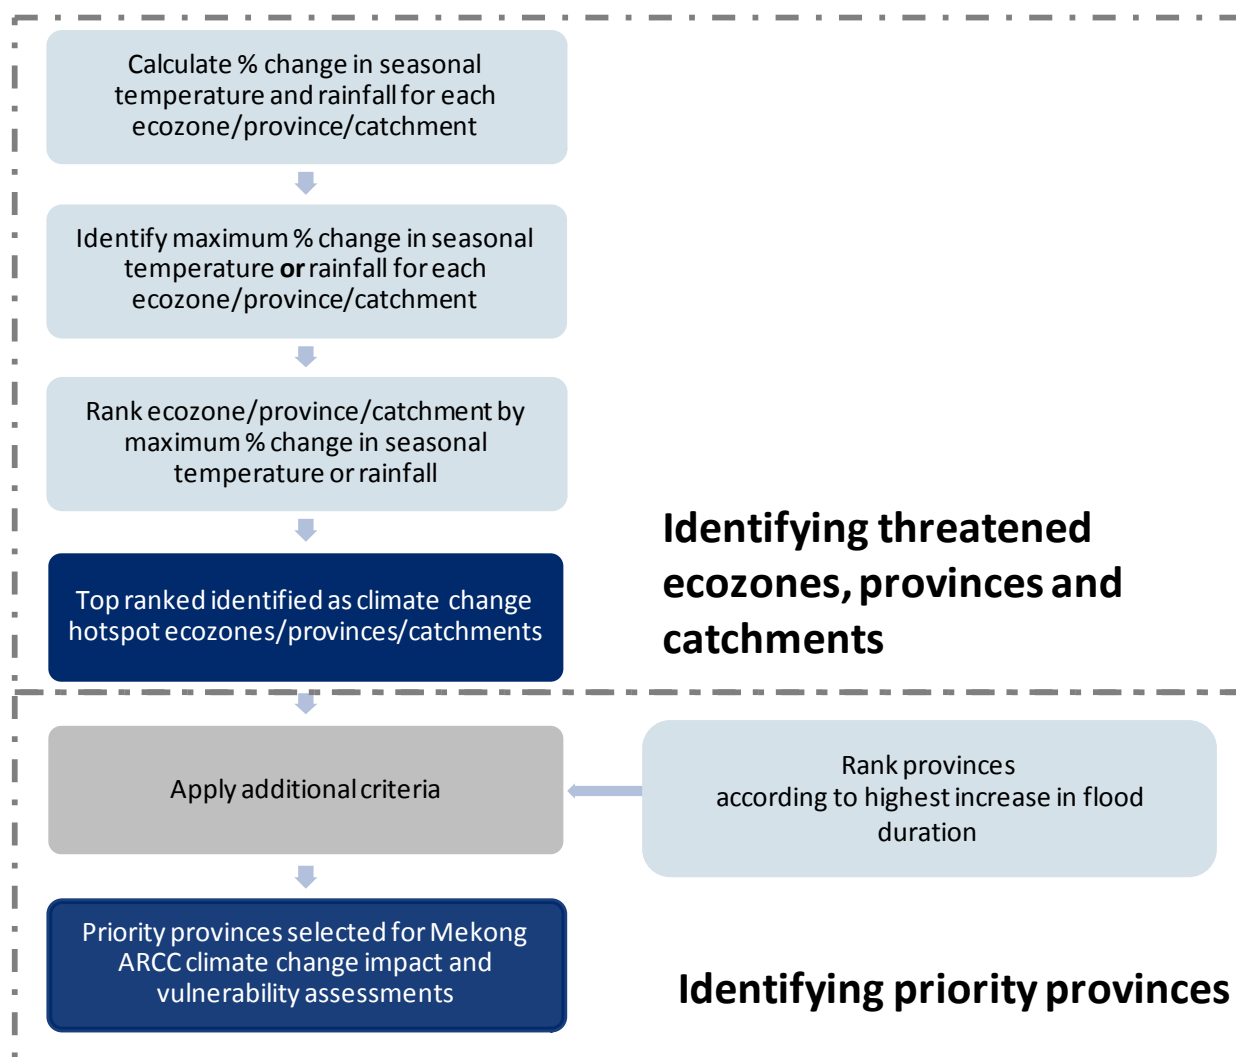 Calculate % change in seasonal
temperature and rainfall for each
ecozone/province/catchment
Identify maximum % change in seasonal
temperature or rainfall for each
ecozone/province/catchment
Rank ecozone/province/catchment by
maximum % change in seasonal
temperature or rainfall
Top ranked identified as climate change
hotspot ecozones/provinces/catchments
Identifying threatened
ecozones, provinces and
catchments
Apply additional criteria
Rank provinces
according to highest increase in flood
duration
Priority provinces selected for Mekong
ARCC climate change impact and
vulnerability assessments
Identifying priority provinces